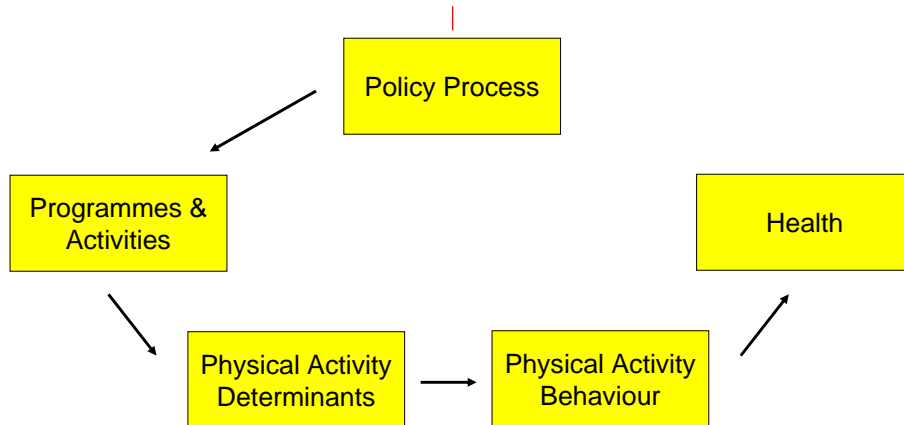 Policy Process
Programmes &
Activities
Health
Physical Activity
Determinants
Physical Activity
Behaviour